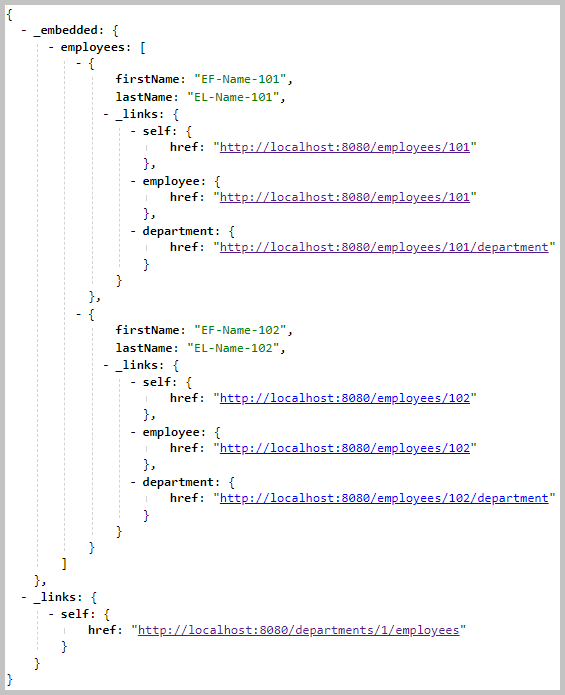 {
- _embedded: {
- employees: [
- {
firstName: "EF-Name-101",
lastName: "EL-Name-101",
- _links: {
- self: {
href: "http://localhost:8080/employees/101"
},
- employee: {
href: "http://localhost:8080/employees/101"
},
- department: {
href: "http://localhost:8080/employees/101/department"
}
}
},
- {
firstName: "EF-Name-102",
lastName: "EL-Name-102",
- _links: {
- self: {
href: "http://localhost:8080/employees/102"
},
- employee: {
href: "http://localhost:8080/employees/102"
},
- department: {
href: "http://localhost:8080/employees/102/department"
}
}
}
]
},
- _links: {
- self: {
href: "http://localhost:8080/departments/1/employees"
}
}
}